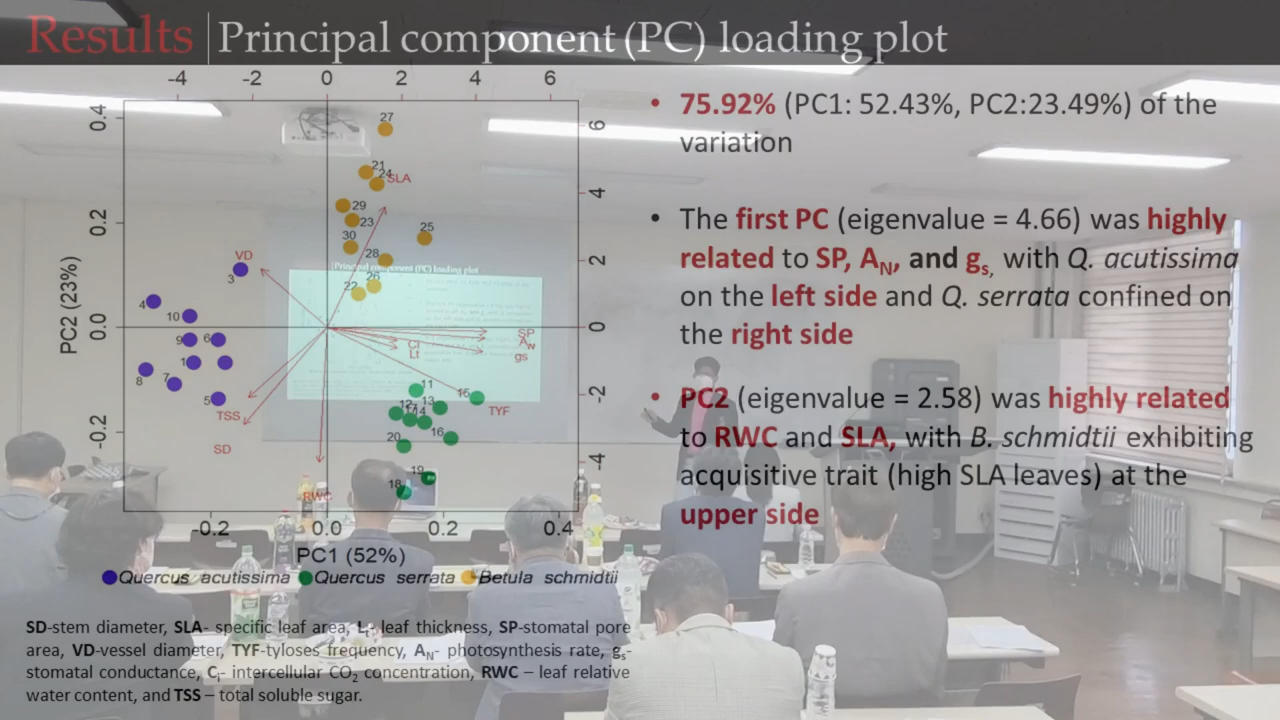 Results Principal component (PC) loading plot
-4 -2 0 2 4 6
0.4
0.2
0.0
-0.2
PC2 (23%)
6
4
2
0
-2
-4
27
21
24
SLA
29
23
25
30
28
26
22
VD
3
4
10
9
6
1
8
7
5
TSS
SD
SP
AN
gs
Ci
Lt
11
15
12
13
14
TYF
16
20
19
18
RWC
-0.2 0.0 0.2 0.4
PC1 (52%)
Quercus acutissima Quercus serrata Betula schmidtii
SD-stem diameter, SLA- specific leaf area, Lt- leaf thickness, SP-stomatal pore
area, VD-vessel diameter, TYF-tyloses frequency, AN- photosynthesis rate, gs-
stomatal conductance, Ci- intercellular CO2 concentration, RWC – leaf relative
water content, and TSS – total soluble sugar.
• 75.92% (PC1: 52.43%, PC2:23.49%) of the
variation
• The first PC (eigenvalue = 4.66) was highly
related to SP, AN, and gs, with Q. acutissima
on the left side and Q. serrata confined on
the right side
• PC2 (eigenvalue = 2.58) was highly related
to RWC and SLA, with B. schmidtii exhibiting
acquisitive trait (high SLA leaves) at the
upper side
Principal component (PC) loading plot